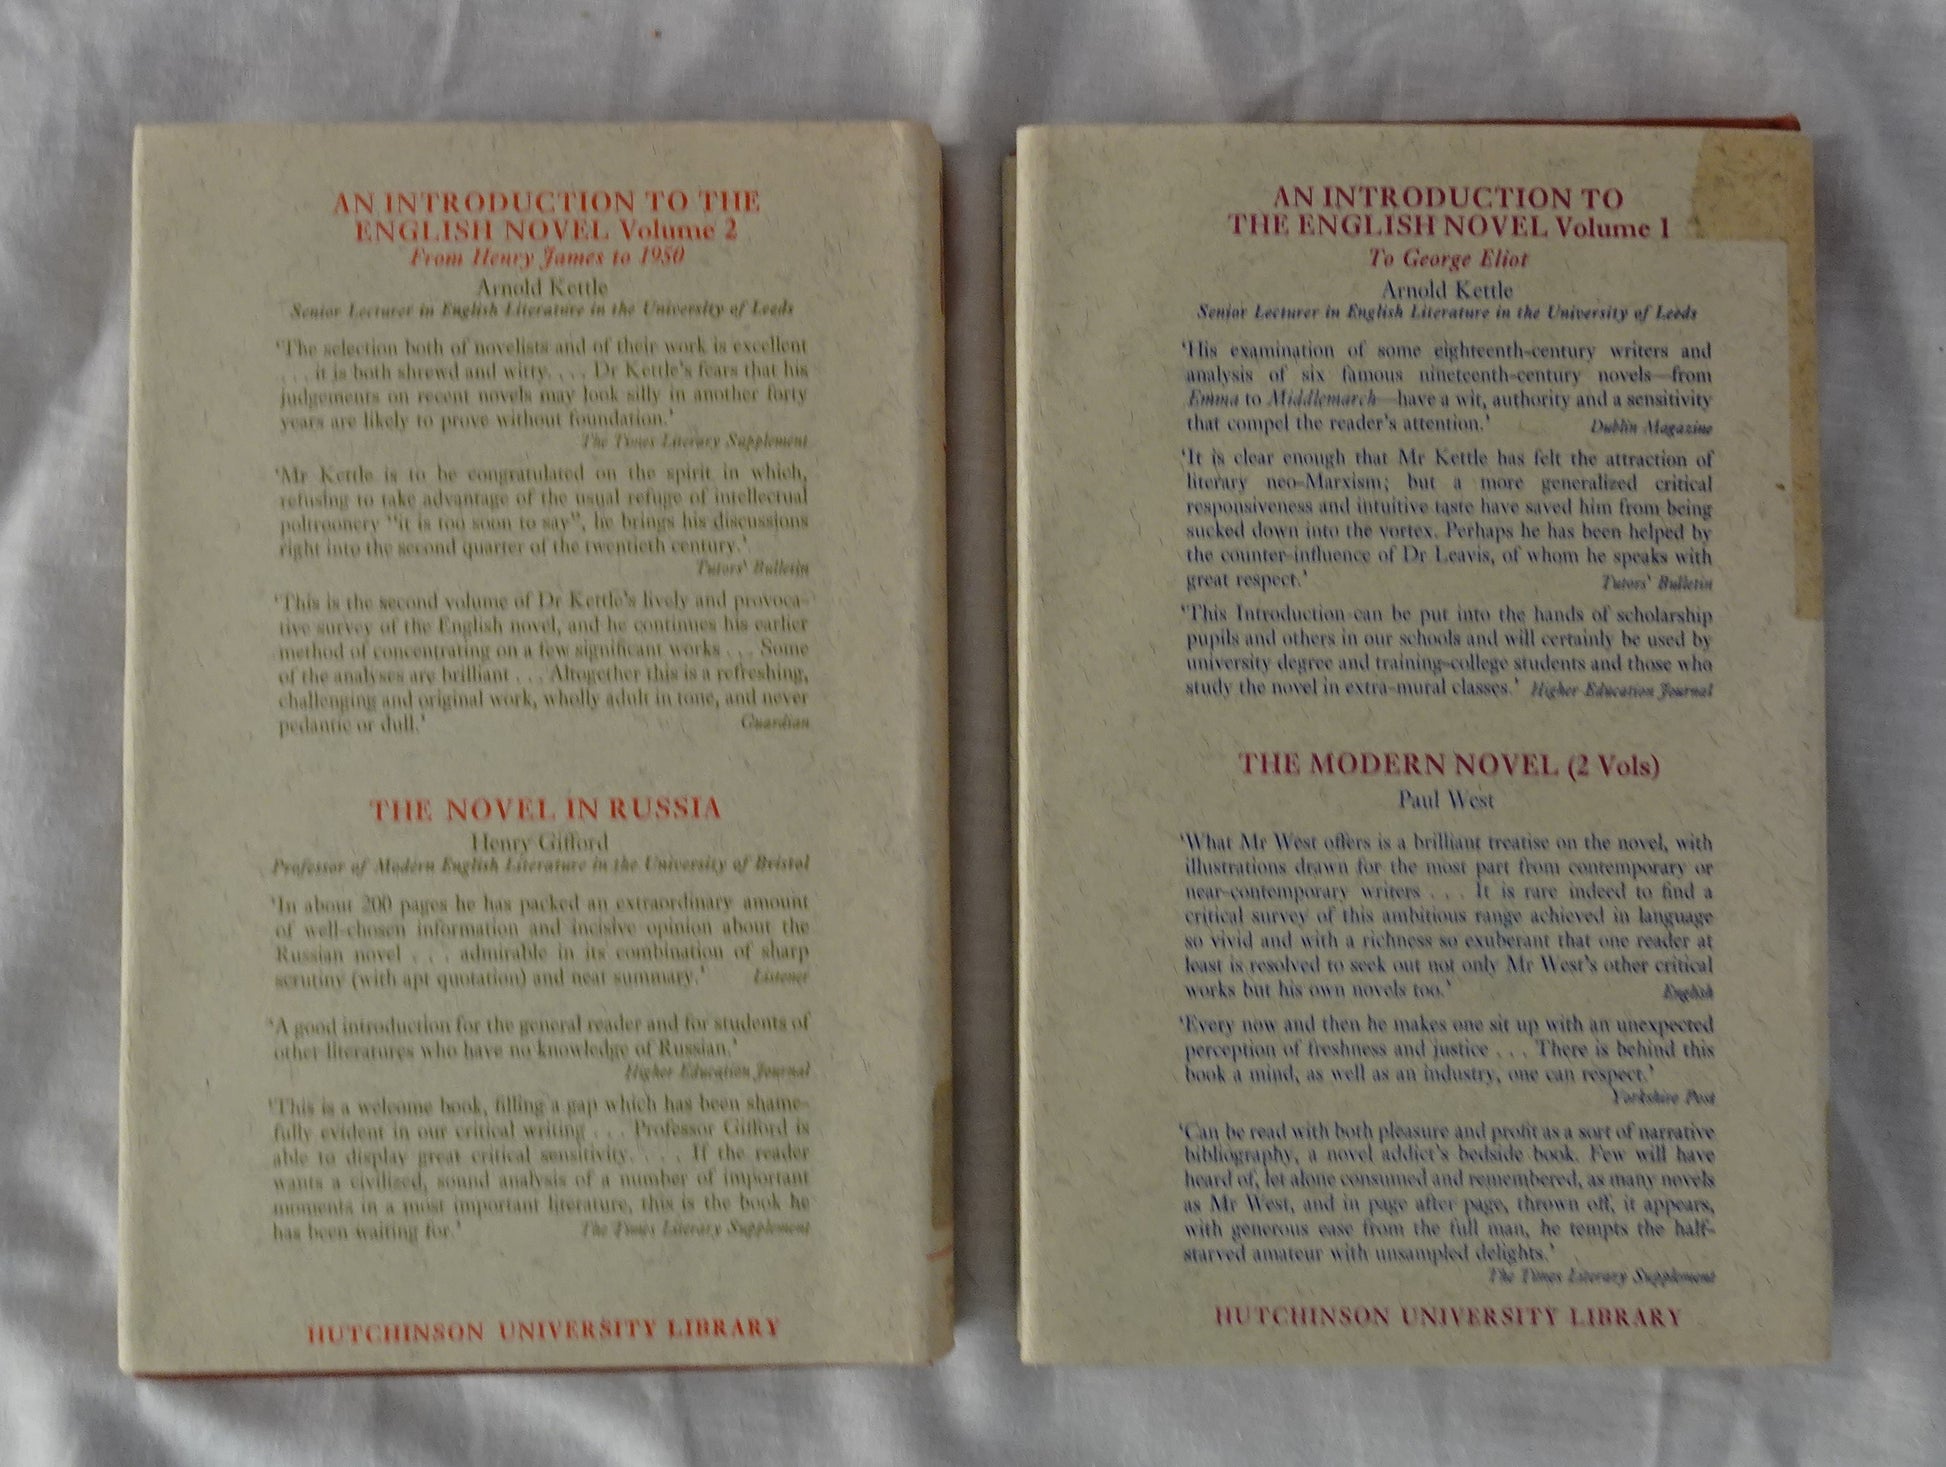 AN INTRODUCTION TO THE
ENGLISH NOVEL Volume 2
From Henry James to 1950
Arnold Kettle
Senior Lecturer in English Literature in the University of Leeds
'The selection both of novelists and of their work is excellent
. . . it is both shrewd and witty. . . . Dr Kettle's fears that his
judgements on recent novels may look silly in another forty
years are likely to prove without foundation.'
The Times Literary Supplement
'Mr Kettle is to be congratulated on the spirit in which,
refusing to take advantage of the usual refuge of intellectual
poltroonery "it is too soon to say", he brings his discussions
right into the second quarter of the twentieth century.'
Tutors' Bulletin
'This is the second volume of Dr Kettle's lively and provoca-
tive survey of the English novel, and he continues his earlier
method of concentrating on a few significant works . . . Some
of the analyses are brilliant . . . Altogether this is a refreshing,
challenging and original work, wholly adult in tone, and never
pedantic or dull.' Guardian
THE NOVEL IN RUSSIA
Henry Gifford
Professor of Modern English Literature in the University of Bristol
'In about 200 pages he has packed an extraordinary amount
of well-chosen information and incisive opinion about the
Russian novel . . . admirable in its combination of sharp
scrutiny (with apt quotation) and neat summary.' Listener
'A good introduction for the general reader and for students of
other literatures who have no knowledge of Russian.'
Higher Education Journal
'This is a welcome book, filling a gap which has been shame-
fully evident in our critical writing . . . Professor Gifford is
able to display great critical sensitivity. . . . If the reader
wants a civilized, sound analysis of a number of important
moments in a most important literature, this is the book he
has been waiting for.' The Times Literary Supplement
HUTCHINSON UNIVERSITY LIBRARY
AN INTRODUCTION TO
THE ENGLISH NOVEL Volume 1
To George Eliot
Arnold Kettle
Senior Lecturer in English Literature in the University of Leeds
'His examination of some eighteenth-century writers and
analysis of six famous nineteenth-century novels—from
Emma to Middlemarch—have a wit, authority and a sensitivity
that compel the reader's attention.' Dublin Magazine
'It is clear enough that Mr Kettle has felt the attraction of
literary neo-Marxism; but a more generalized critical
responsiveness and intuitive taste have saved him from being
sucked down into the vortex. Perhaps he has been helped by
the counter-influence of Dr Leavis, of whom he speaks with
great respect.' Tutors' Bulletin
'This Introduction can be put into the hands of scholarship
pupils and others in our schools and will certainly be used by
university degree and training-college students and those who
study the novel in extra-mural classes.' Higher Education Journal
THE MODERN NOVEL (2 Vols)
Paul West
'What Mr West offers is a brilliant treatise on the novel, with
illustrations drawn for the most part from contemporary or
near-contemporary writers . . . It is rare indeed to find a
critical survey of this ambitious range achieved in language
so vivid and with a richness so exuberant that one reader at
least is resolved to seek out not only Mr West's other critical
works but his own novels too.' English
'Every now and then he makes one sit up with an unexpected
perception of freshness and justice . . . There is behind this
book a mind, as well as an industry, one can respect.'
Yorkshire Post
'Can be read with both pleasure and profit as a sort of narrative
bibliography, a novel addict's bedside book. Few will have
heard of, let alone consumed and remembered, as many novels
as Mr West, and in page after page, thrown off, it appears,
with generous ease from the full man, he tempts the half-
starved amateur with unsampled delights.'
The Times Literary Supplement
HUTCHINSON UNIVERSITY LIBRARY